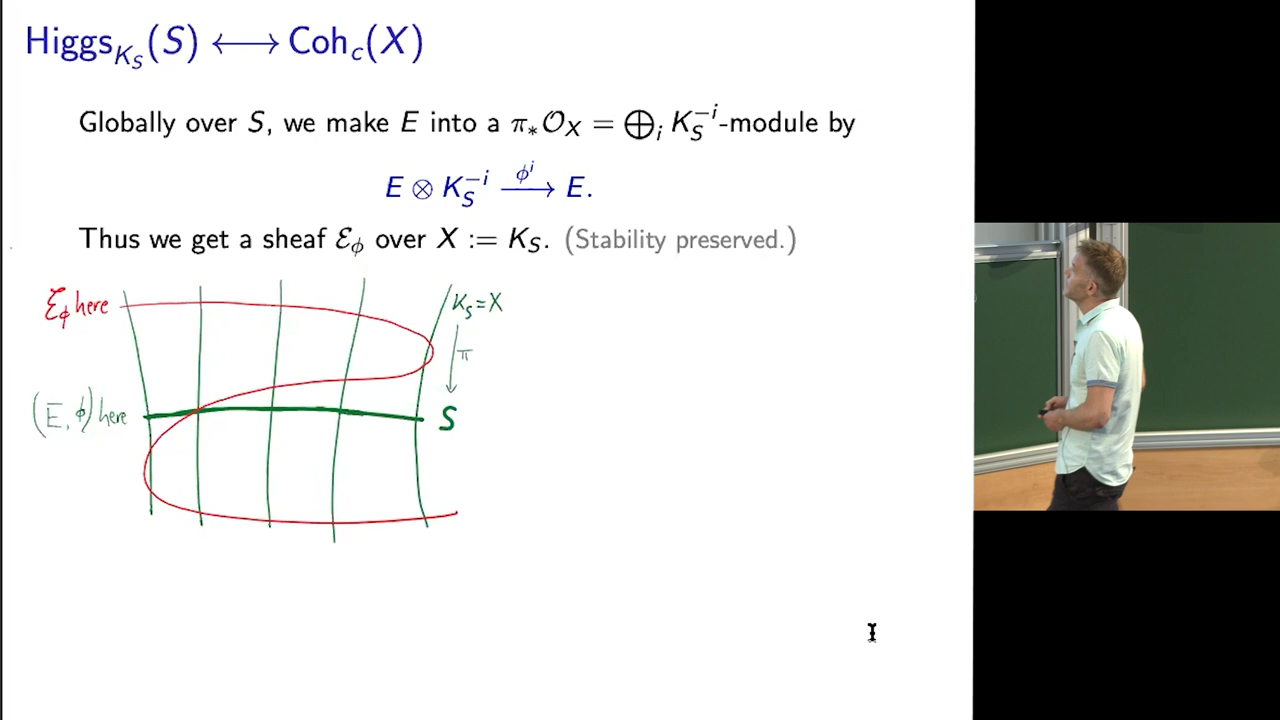 Higgs_{K_S}(S) ⟷ Coh_c(X)
Globally over S, we make E into a π_*𝒪_X = ⊕_i K_S^{-i}-module by
E ⊗ K_S^{-i} \xrightarrow{ϕ^i} E.
Thus we get a sheaf ℰ_ϕ over X := K_S. (Stability preserved.)
ℰ_ϕ here
K_S = X
π
(E, ϕ) here
S